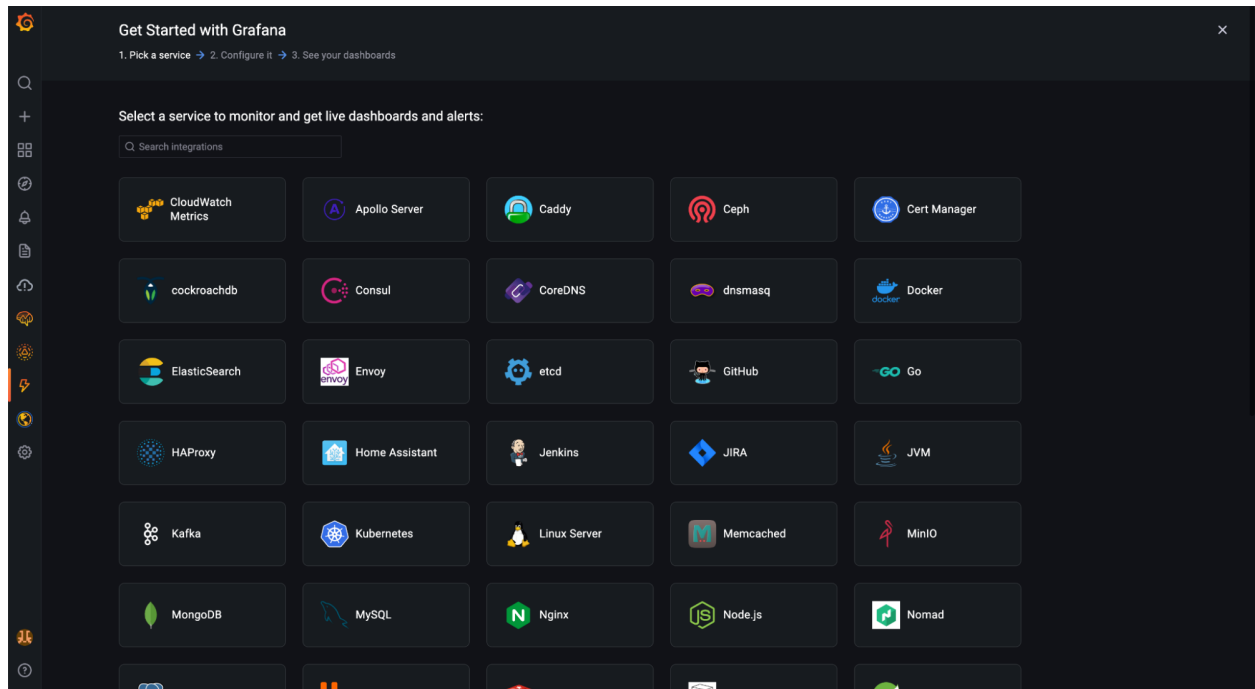 Get Started with Grafana
1. Pick a service → 2. Configure it → 3. See your dashboards
Select a service to monitor and get live dashboards and alerts:
Search integrations
CloudWatch
Metrics
Apollo Server
Caddy
Ceph
Cert Manager
cockroachdb
Consul
CoreDNS
dnsmasq
docker
Docker
ElasticSearch
envoy
Envoy
etcd
GitHub
GO
Go
HAProxy
Home Assistant
Jenkins
JIRA
JVM
Kafka
Kubernetes
Linux Server
M
Memcached
MinIO
MongoDB
MySQL
N
Nginx
JS
Node.js
Nomad